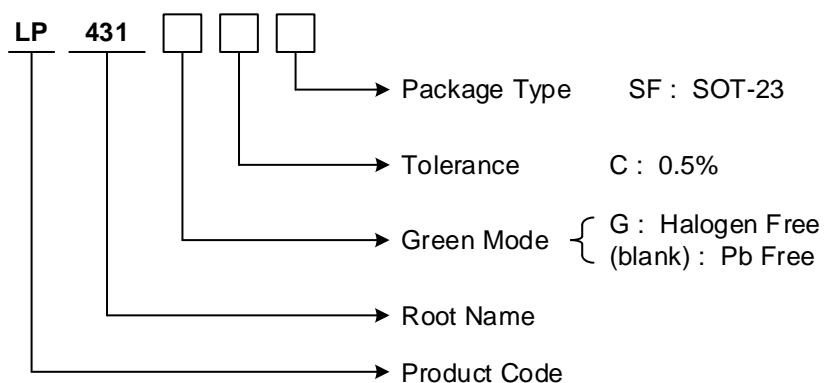 LP 431
Package Type SF : SOT-23
Tolerance C : 0.5%
Green Mode G : Halogen Free
(blank) : Pb Free
Root Name
Product Code